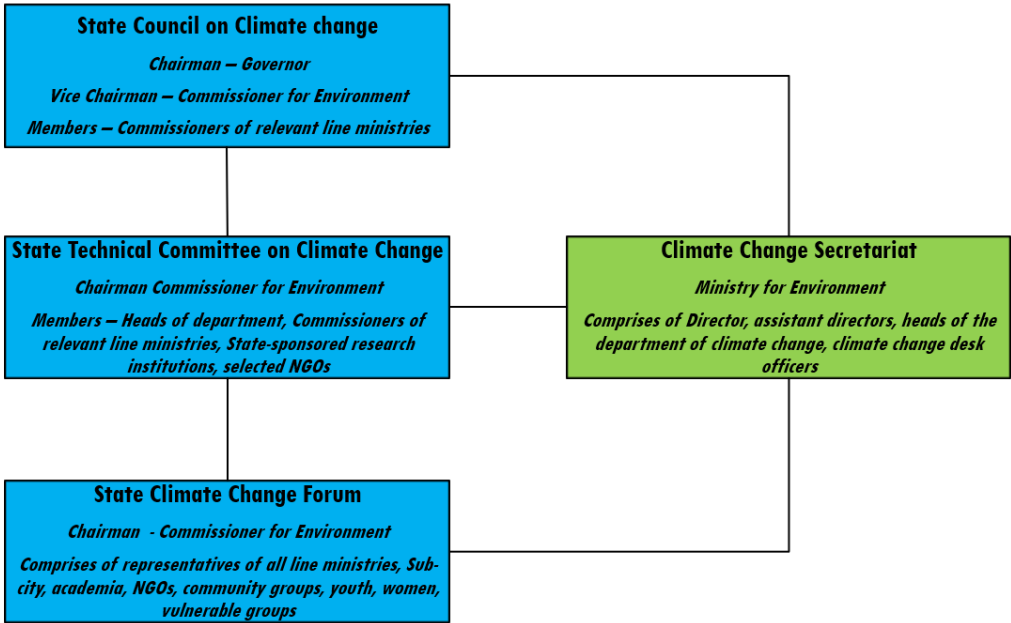 State Council on Climate change
Chairman – Governor
Vice Chairman – Commissioner for Environment
Members – Commissioners of relevant line ministries
State Technical Committee on Climate Change
Chairman Commissioner for Environment
Members – Heads of department, Commissioners of
relevant line ministries, State-sponsored research
institutions, selected NGOs
Climate Change Secretariat
Ministry for Environment
Comprises of Director, assistant directors, heads of the
department of climate change, climate change desk
officers
State Climate Change Forum
Chairman - Commissioner for Environment
Comprises of representatives of all line ministries, Sub-
city, academia, NGOs, community groups, youth, women,
vulnerable groups